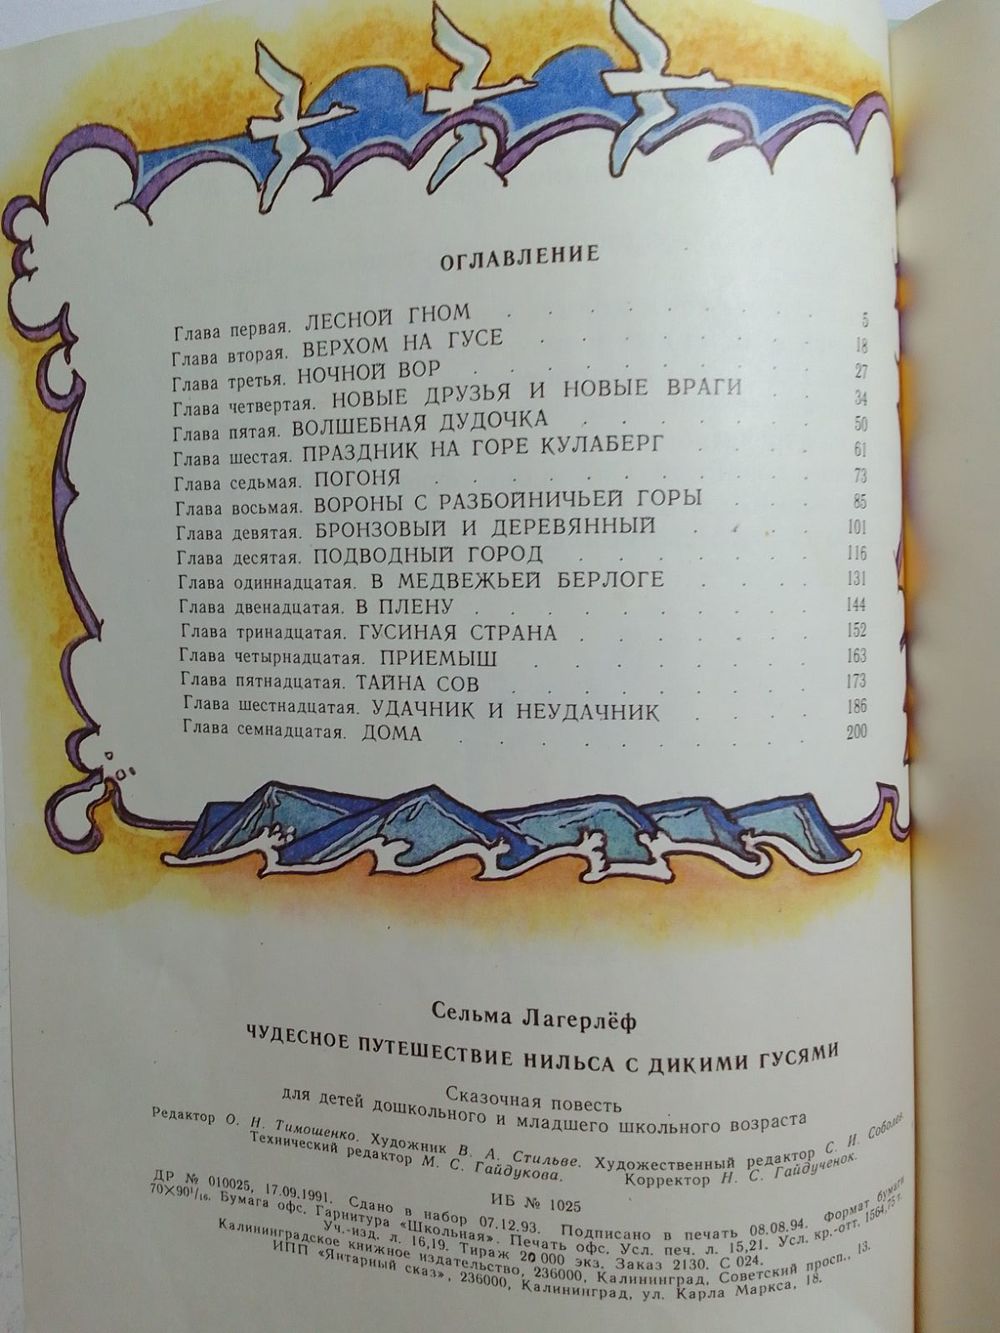 ОГЛАВЛЕНИЕ
Глава первая. ЛЕСНОЙ ГНОМ . . . . . . . . 5
Глава вторая. ВЕРХОМ НА ГУСЕ . . . . . . . 18
Глава третья. НОЧНОЙ ВОР . . . . . . . . . 27
Глава четвертая. НОВЫЕ ДРУЗЬЯ И НОВЫЕ ВРАГИ . . 34
Глава пятая. ВОЛШЕБНАЯ ДУДОЧКА . . . . . . 50
Глава шестая. ПРАЗДНИК НА ГОРЕ КУЛАБЕРГ . . . . 61
Глава седьмая. ПОГОНЯ . . . . . . . . . 73
Глава восьмая. ВОРОНЫ С РАЗБОЙНИЧЬЕЙ ГОРЫ . . . 85
Глава девятая. БРОНЗОВЫЙ И ДЕРЕВЯННЫЙ . . . . 101
Глава десятая. ПОДВОДНЫЙ ГОРОД . . . . . . 116
Глава одиннадцатая. В МЕДВЕЖЬЕЙ БЕРЛОГЕ . . . . 131
Глава двенадцатая. В ПЛЕНУ . . . . . . . . 144
Глава тринадцатая. ГУСИНАЯ СТРАНА . . . . . . 152
Глава четырнадцатая. ПРИЕМЫШ . . . . . . . 163
Глава пятнадцатая. ТАЙНА СОВ . . . . . . . . 173
Глава шестнадцатая. УДАЧНИК И НЕУДАЧНИК . . . . 186
Глава семнадцатая. ДОМА . . . . . . . . . 200
Сельма Лагерлёф
ЧУДЕСНОЕ ПУТЕШЕСТВИЕ НИЛЬСА С ДИКИМИ ГУСЯМИ
Сказочная повесть
для детей дошкольного и младшего школьного возраста
Редактор О. Н. Тимошенко. Художник В. А. Стильве. Художественный редактор С. И. Соболев.
Технический редактор М. С. Гайдукова. Корректор Н. С. Гайдученок.
ИБ № 1025
ДР № 010025, 17.09.1991. Сдано в набор 07.12.93. Подписано в печать 08.08.94. Формат бумаги
70×90 1/16. Бумага офс. Гарнитура «Школьная». Печать офс. Усл. печ. л. 15,21. Усл. кр.-отт. 1564,75 т.
Уч.-изд. л. 16,19. Тираж 20 000 экз. Заказ 2130. С 024.
Калининградское книжное издательство, 236000, Калининград, Советский просп., 13.
ИПП «Янтарный сказ», 236000, Калининград, ул. Карла Маркса, 18.